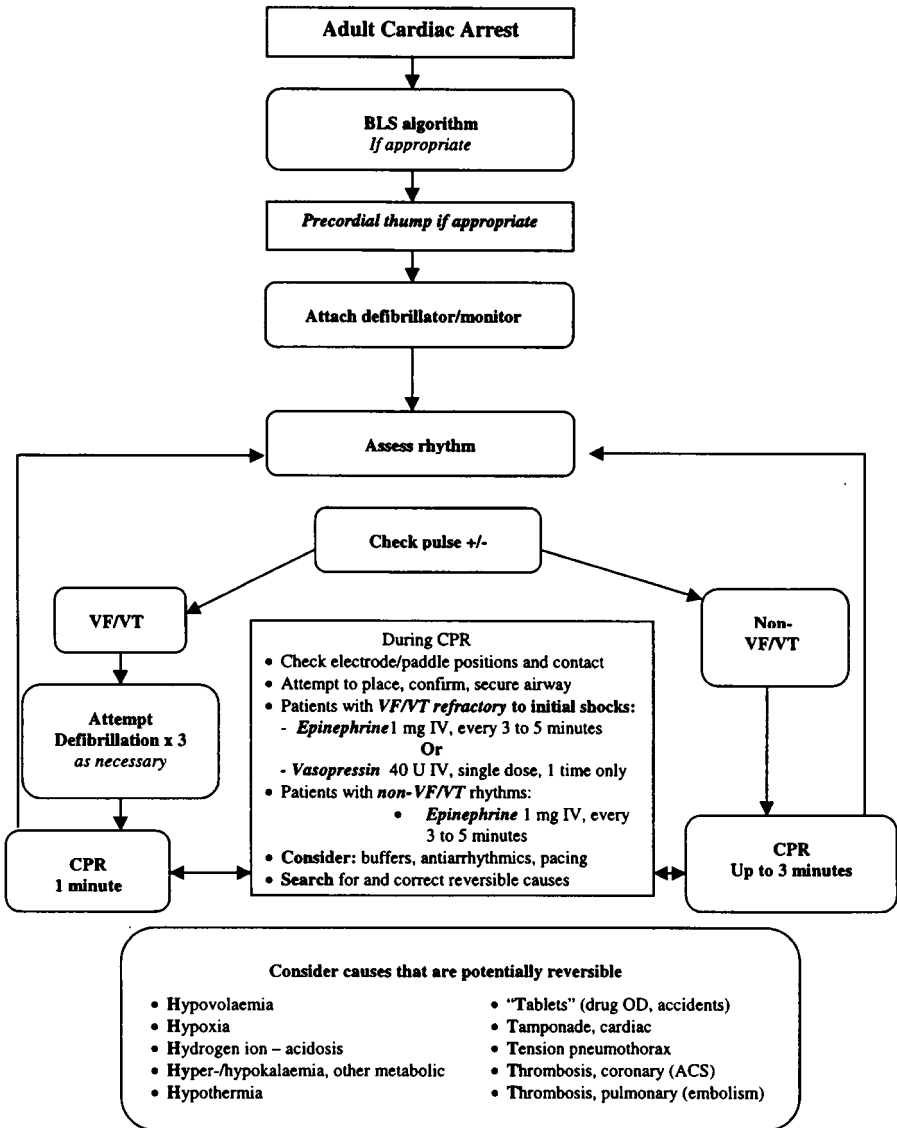 Adult Cardiac Arrest
BLS algorithm
If appropriate
Precordial thump if appropriate
Attach defibrillator/monitor
Assess rhythm
Check pulse +/-
VF/VT
Attempt
Defibrillation x 3
as necessary
CPR
1 minute
During CPR
• Check electrode/paddle positions and contact
• Attempt to place, confirm, secure airway
• Patients with VF/VT refractory to initial shocks:
- Epinephrine 1 mg IV, every 3 to 5 minutes
Or
- Vasopressin 40 U IV, single dose, 1 time only
• Patients with non-VF/VT rhythms:
• Epinephrine 1 mg IV, every
3 to 5 minutes
• Consider: buffers, antiarrhythmics, pacing
• Search for and correct reversible causes
Non-
VF/VT
CPR
Up to 3 minutes
Consider causes that are potentially reversible
• Hypovolaemia
• Hypoxia
• Hydrogen ion – acidosis
• Hyper-/hypokalaemia, other metabolic
• Hypothermia
• "Tablets" (drug OD, accidents)
• Tamponade, cardiac
• Tension pneumothorax
• Thrombosis, coronary (ACS)
• Thrombosis, pulmonary (embolism)